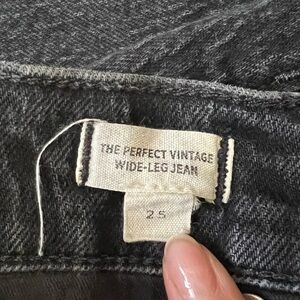 THE PERFECT VINTAGE
WIDE-LEG JEAN
25